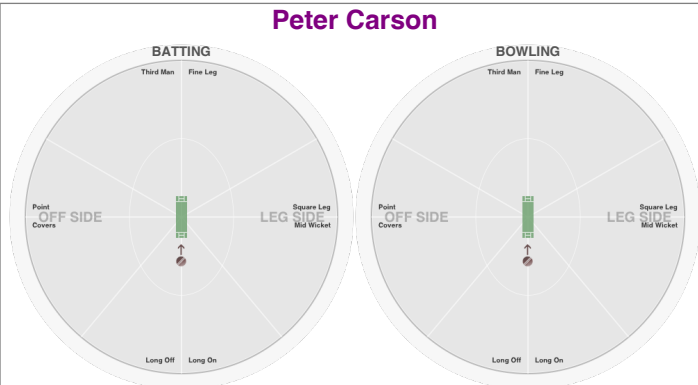 Peter Carson
BATTING
Third Man Fine Leg
Point
OFF SIDE
Covers
Square Leg
LEG SIDE
Mid Wicket
Long Off Long On
BOWLING
Third Man Fine Leg
Point
OFF SIDE
Covers
Square Leg
LEG SIDE
Mid Wicket
Long Off Long On